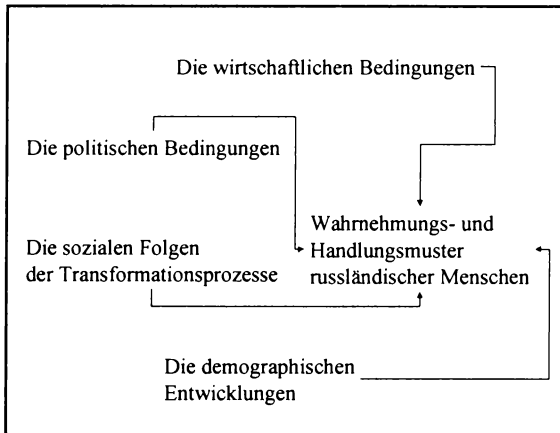 Die wirtschaftlichen Bedingungen
Die politischen Bedingungen
Wahrnehmungs- und
Handlungsmuster
russländischer Menschen
Die sozialen Folgen
der Transformationsprozesse
Die demographischen
Entwicklungen